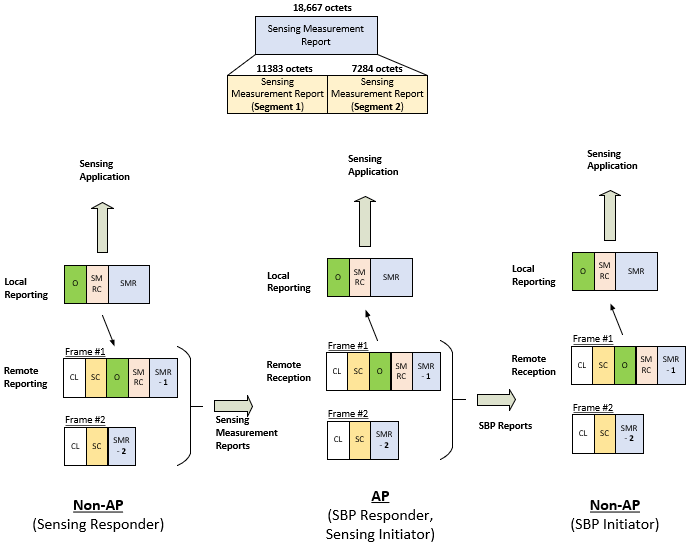 18,667 octets
Sensing Measurement
Report
11383 octets
7284 octets
Sensing
Measurement Report
(Segment 1)
Sensing
Measurement Report
(Segment 2)
Sensing
Application
Sensing
Application
Sensing
Application
Local
Reporting
O
SM
RC
SMR
Local
Reporting
O
SM
RC
SMR
Local
Reporting
O
SM
RC
SMR
Remote
Reporting
Frame #1
CL
SC
O
SM
RC
SMR
- 1
Frame #2
CL
SC
SMR
- 2
Sensing
Measurement
Reports
Remote
Reception
Frame #1
CL
SC
O
SM
RC
SMR
- 1
Frame #2
CL
SC
SMR
- 2
SBP Reports
Remote
Reception
Frame #1
CL
SC
O
SM
RC
SMR
- 1
Frame #2
CL
SC
SMR
- 2
Non-AP
(Sensing Responder)
AP
(SBP Responder,
Sensing Initiator)
Non-AP
(SBP Initiator)